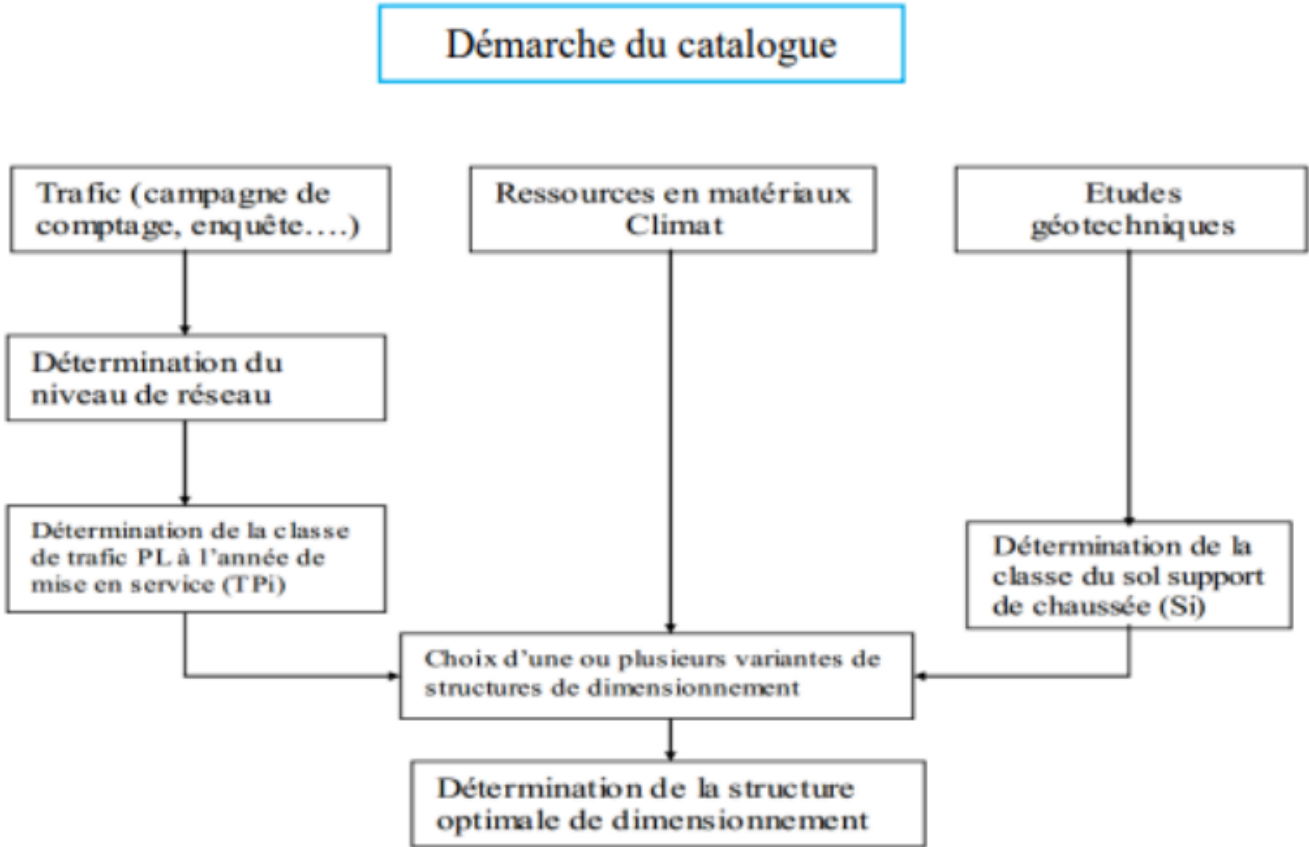 Démarche du catalogue
Trafic (campagne de
comptage, enquête....)
Ressources en matériaux
Climat
Etudes
géotechniques
Détermination du
niveau de réseau
Détermination de la classe
de trafic PL à l'année de
mise en service (TPi)
Détermination de la
classe du sol support
de chaussée (Si)
Choix d'une ou plusieurs variantes de
structures de dimensionnement
Détermination de la structure
optimale de dimensionnement